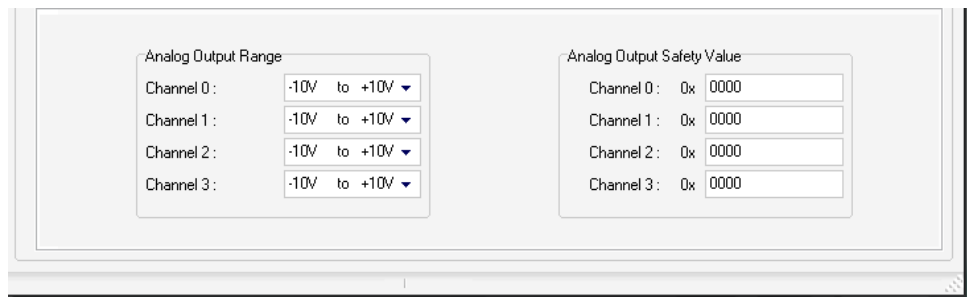 Analog Output Range
Channel 0 : -10V to +10V
Channel 1 : -10V to +10V
Channel 2 : -10V to +10V
Channel 3 : -10V to +10V
Analog Output Safety Value
Channel 0 : 0x 0000
Channel 1 : 0x 0000
Channel 2 : 0x 0000
Channel 3 : 0x 0000